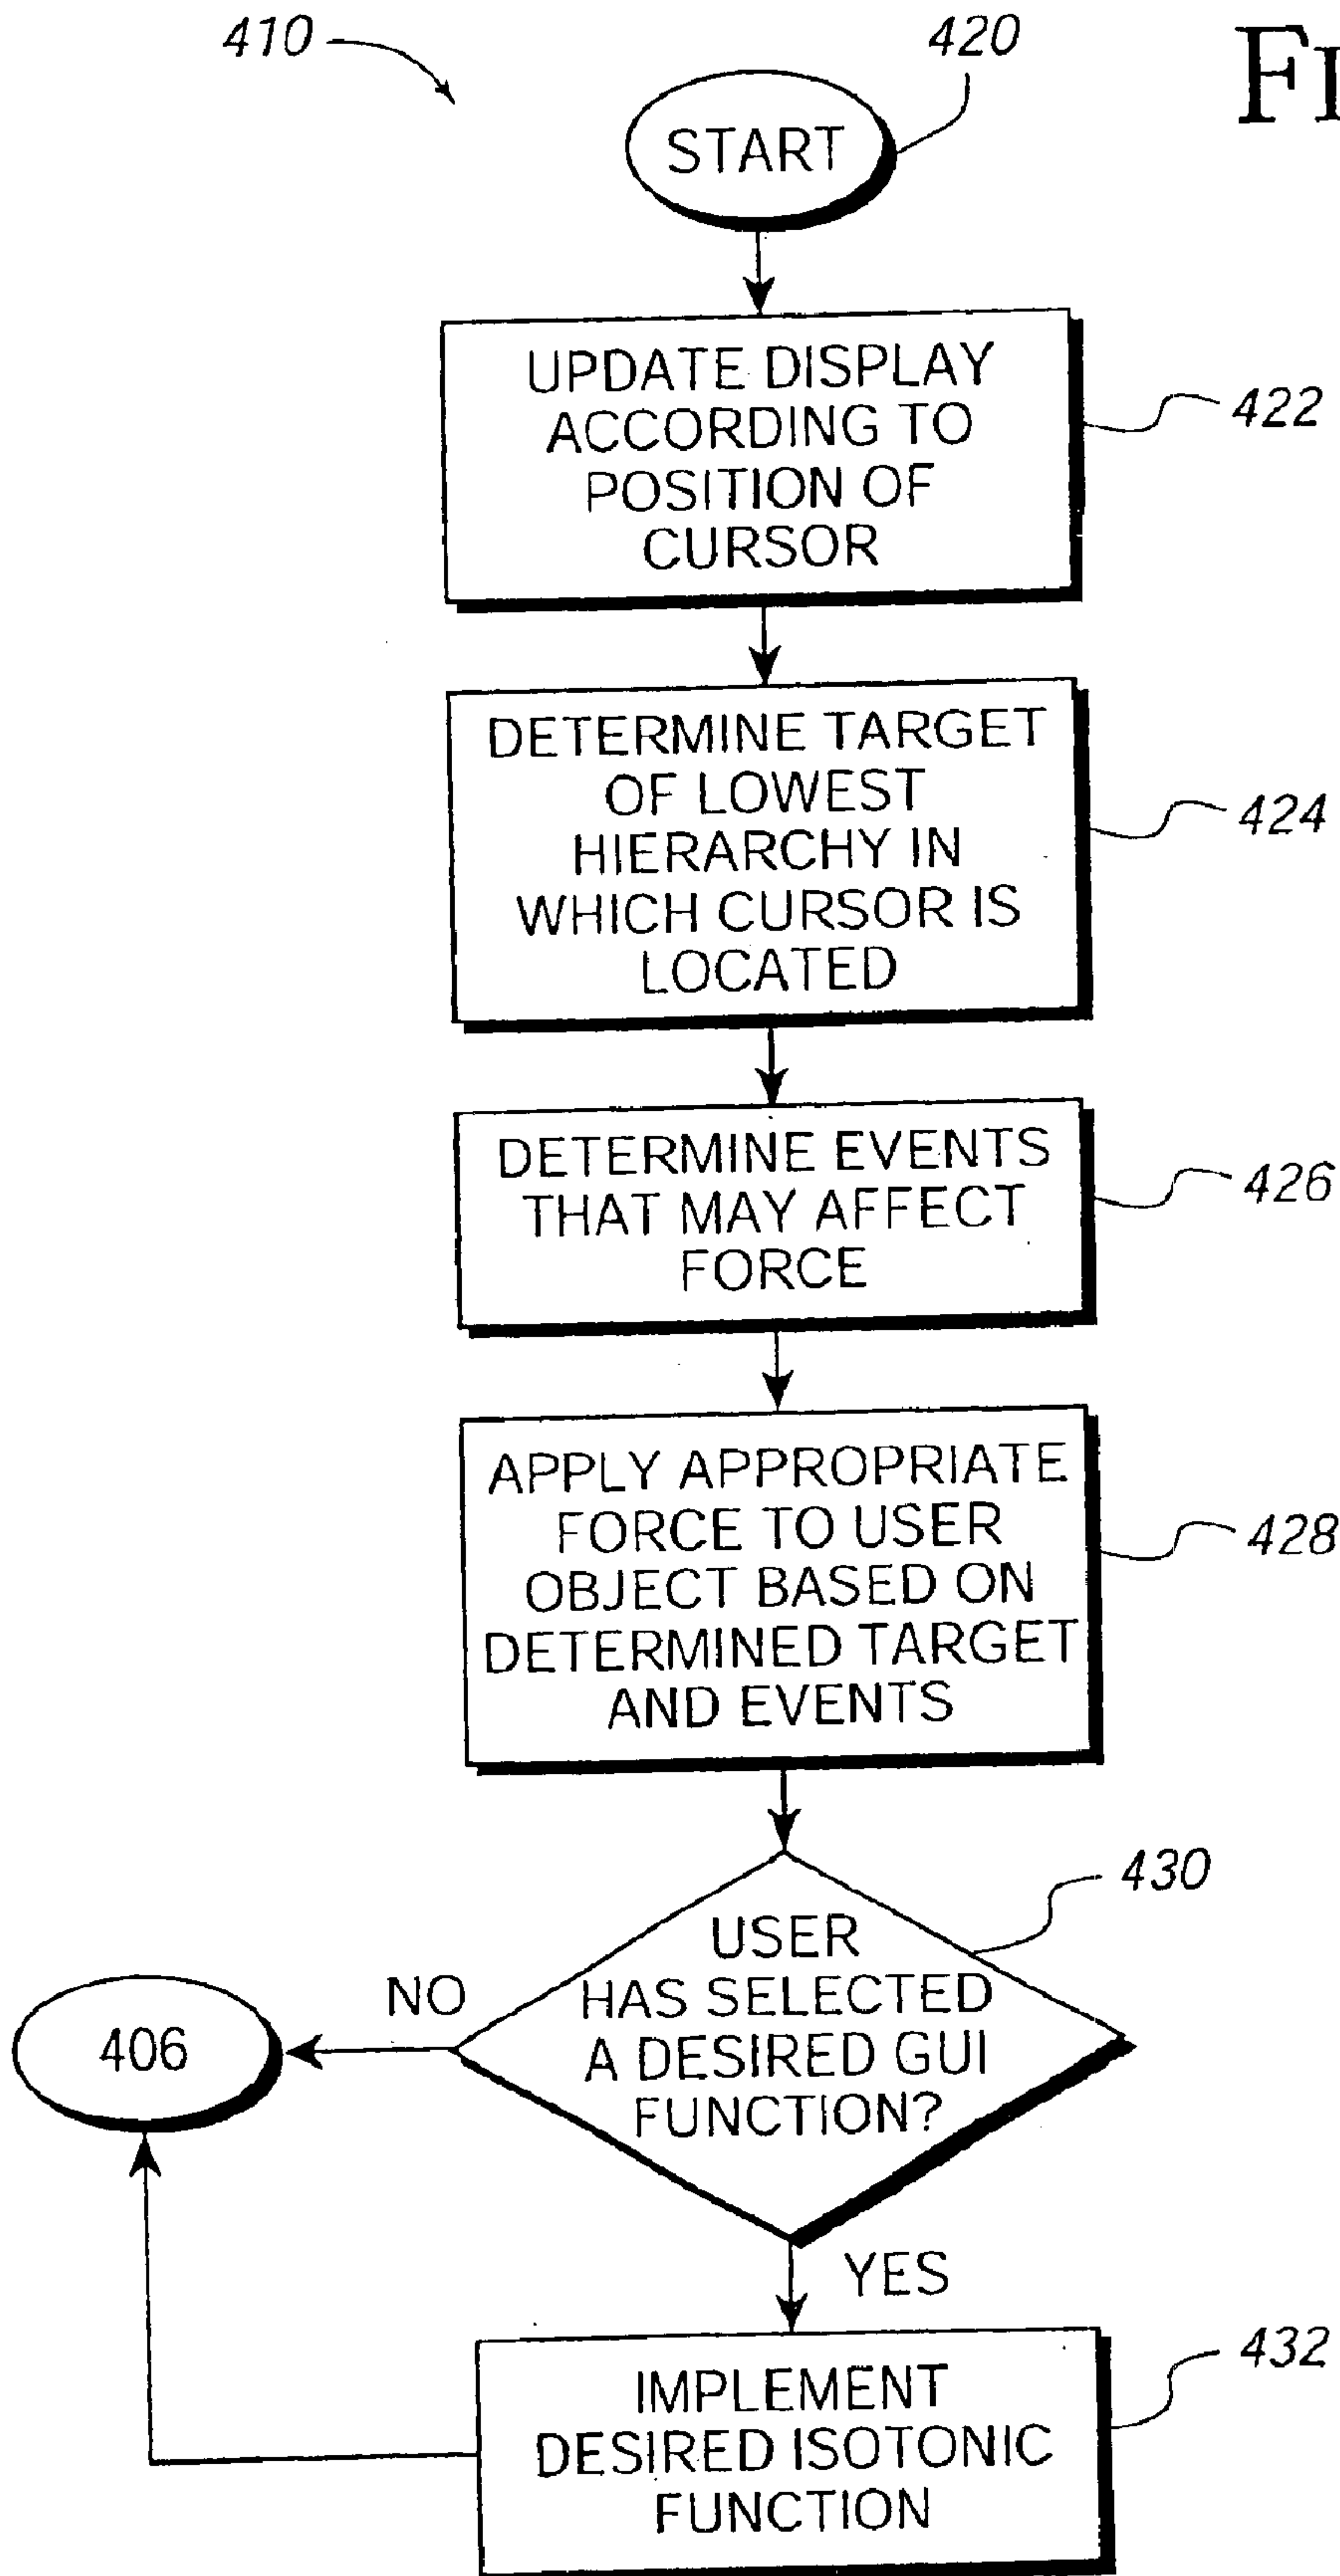 410
420
FI
START
UPDATE DISPLAY
ACCORDING TO
POSITION OF
CURSOR
422
DETERMINE TARGET
OF LOWEST
HIERARCHY IN
WHICH CURSOR IS
LOCATED
424
DETERMINE EVENTS
THAT MAY AFFECT
FORCE
426
APPLY APPROPRIATE
FORCE TO USER
OBJECT BASED ON
DETERMINED TARGET
AND EVENTS
428
430
USER
HAS SELECTED
A DESIRED GUI
FUNCTION?
NO
406
YES
IMPLEMENT
DESIRED ISOTONIC
FUNCTION
432